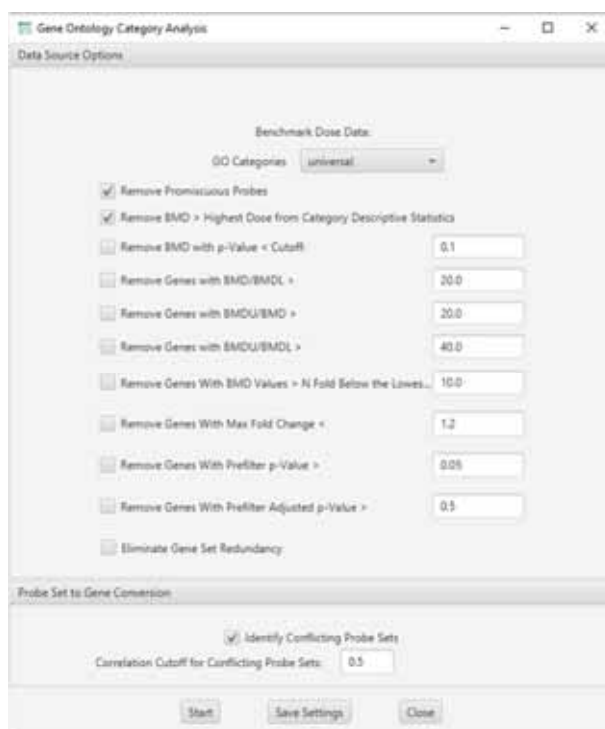 Gene Ontology Category Analysis
Data Source Options
Benchmark Dose Data:
GO Categories universal
Remove Promiscuous Probes
Remove BMD > Highest Dose from Category Descriptive Statistics
Remove BMD with p-Value < Cutoff: 0.1
Remove Genes with BMD/BMDL > 20.0
Remove Genes with BMDU/BMD > 20.0
Remove Genes with BMDU/BMDL > 40.0
Remove Genes With BMD Values > N Fold Below the Lowes... 10.0
Remove Genes With Max Fold Change < 1.2
Remove Genes With Prefilter p-Value > 0.05
Remove Genes With Prefilter Adjusted p-Value > 0.5
Eliminate Gene Set Redundancy
Probe Set to Gene Conversion
Identify Conflicting Probe Sets
Correlation Cutoff for Conflicting Probe Sets: 0.5
Start Save Settings Close